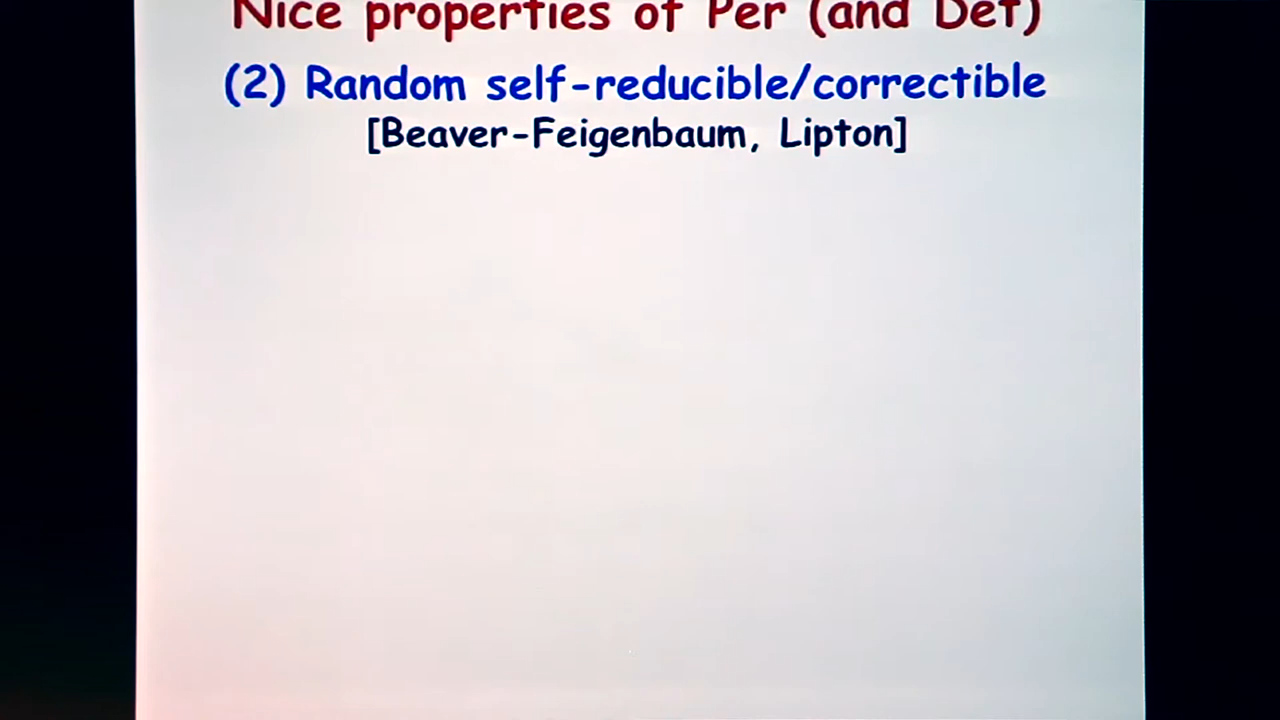 Nice properties of Per (and Det)
(2) Random self-reducible/correctible
[Beaver-Feigenbaum, Lipton]